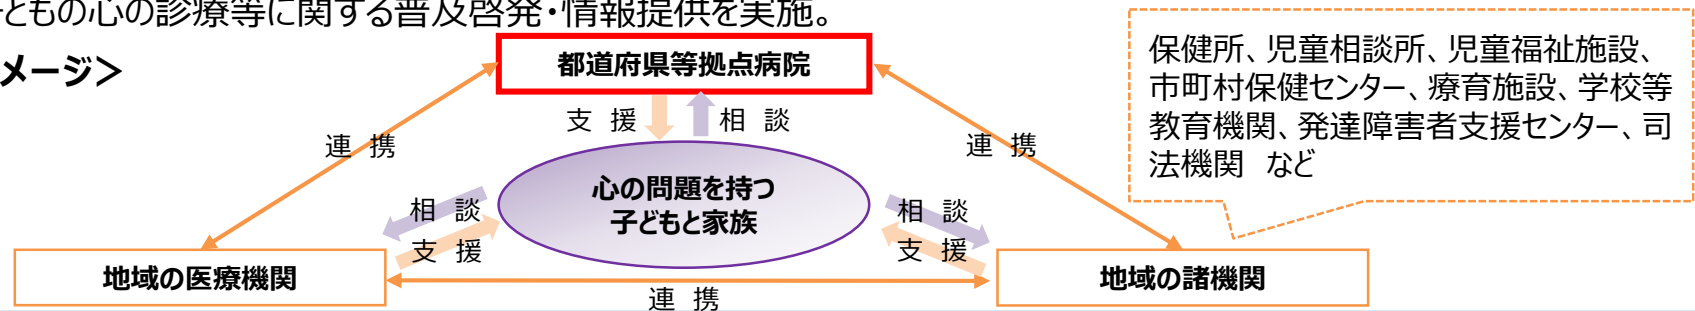 子どもの心の診療等に関する普及啓発・情報提供を実施。
メージ＞
都道府県等拠点病院
保健所、児童相談所、児童福祉施設、
市町村保健センター、療育施設、学校等
教育機関、発達障害者支援センター、司
法機関　など
支　援
相　談
連　携
連　携
心の問題を持つ
子どもと家族
相　談
支　援
相　談
支　援
地域の医療機関
地域の諸機関
連　携